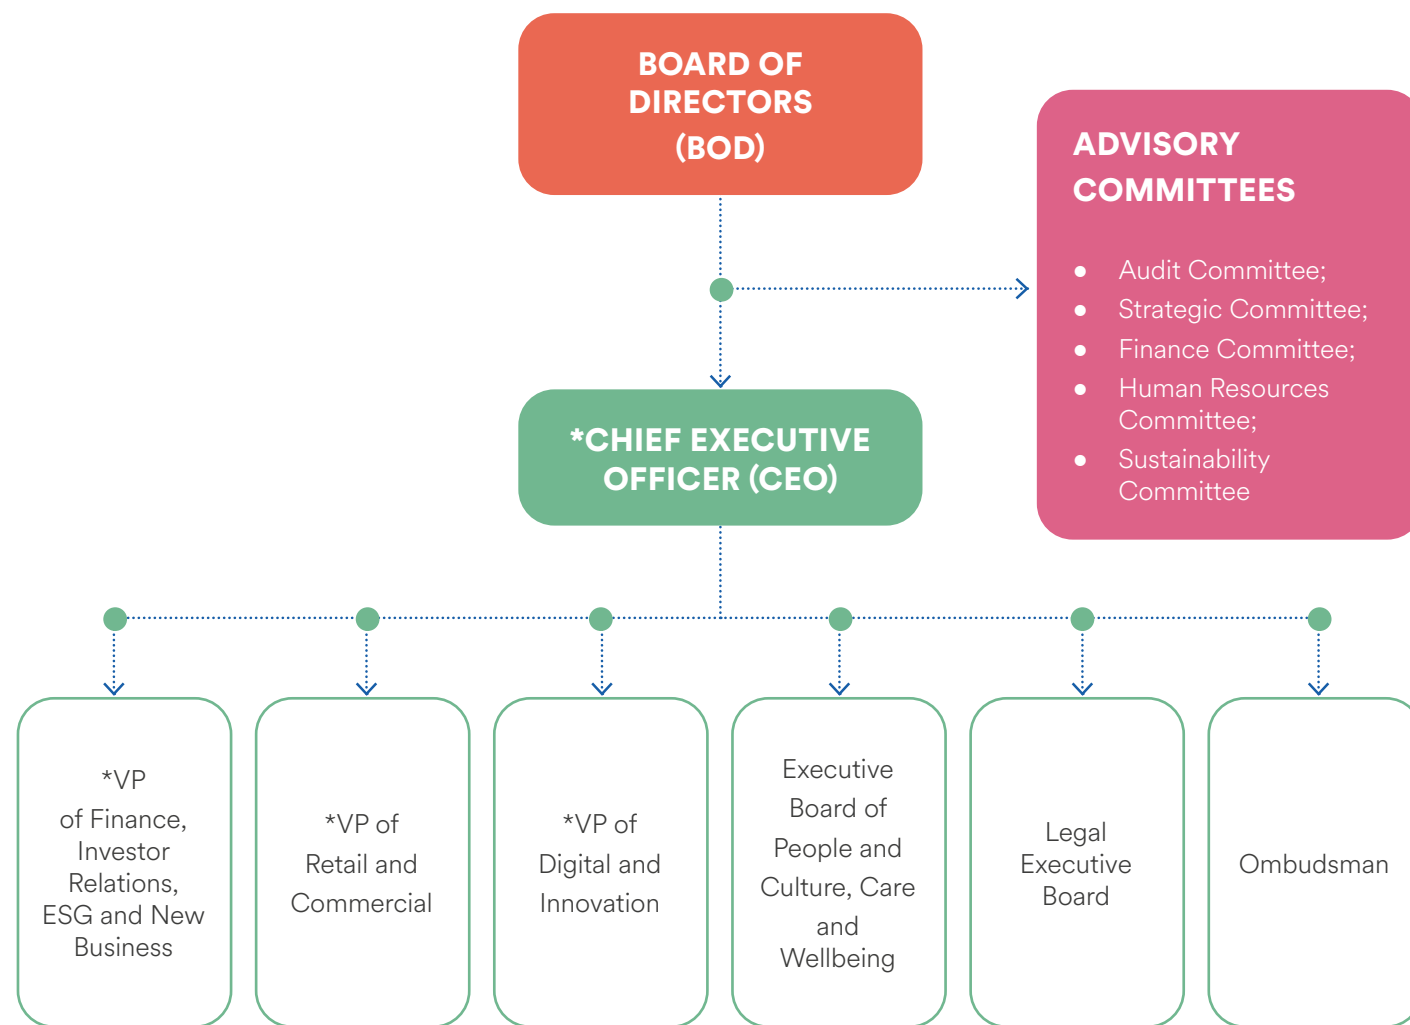 BOARD OF
DIRECTORS
(BOD)
ADVISORY
COMMITTEES
● Audit Committee;
● Strategic Committee;
● Finance Committee;
● Human Resources
Committee;
● Sustainability
Committee
*CHIEF EXECUTIVE
OFFICER (CEO)
*VP
of Finance,
Investor
Relations,
ESG and New
Business
*VP of
Retail and
Commercial
*VP of
Digital and
Innovation
Executive
Board of
People and
Culture, Care
and
Wellbeing
Legal
Executive
Board
Ombudsman